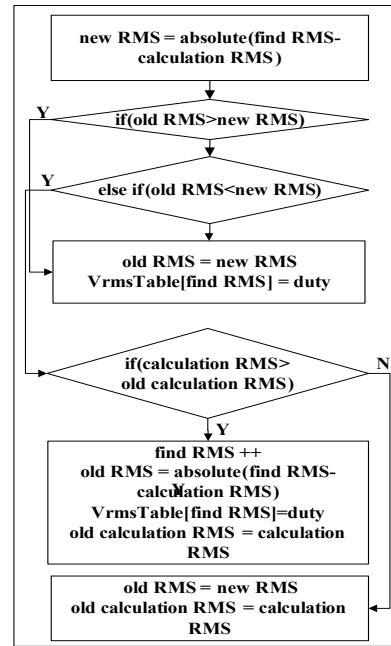 new RMS = absolute(find RMS-
calculation RMS)
Y
if(old RMS>new RMS)
Y
else if(old RMS<new RMS)
old RMS = new RMS
VrmsTable[find RMS] = duty
if(calculation RMS>
old calculation RMS)
N
Y
find RMS ++
old RMS = absolute(find RMS-
Y
calculation RMS)
VrmsTable[find RMS]=duty
old calculation RMS = calculation
RMS
old RMS = new RMS
old calculation RMS = calculation
RMS